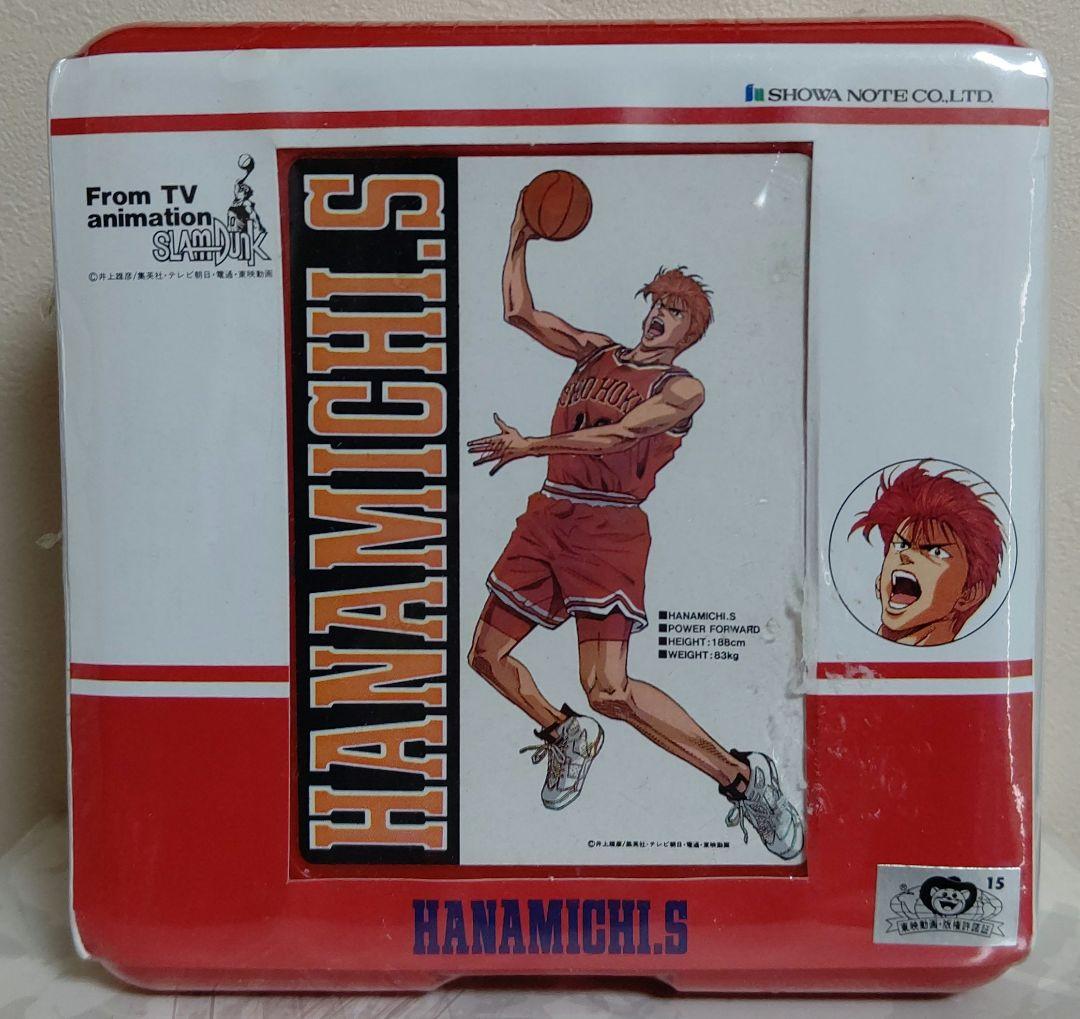 SHOWA NOTE CO.,LTD.
From TV
animation
SLAM DUNK
©井上雄彦/集英社・テレビ朝日・電通・東映動画
HANAMICHI.S
SHOHOKU
10
■HANAMICHI.S
■POWER FORWARD
■HEIGHT:188cm
■WEIGHT:83kg
©井上雄彦/集英社・テレビ朝日・電通・東映動画
HANAMICHI.S
15
東映動画・版権許諾証